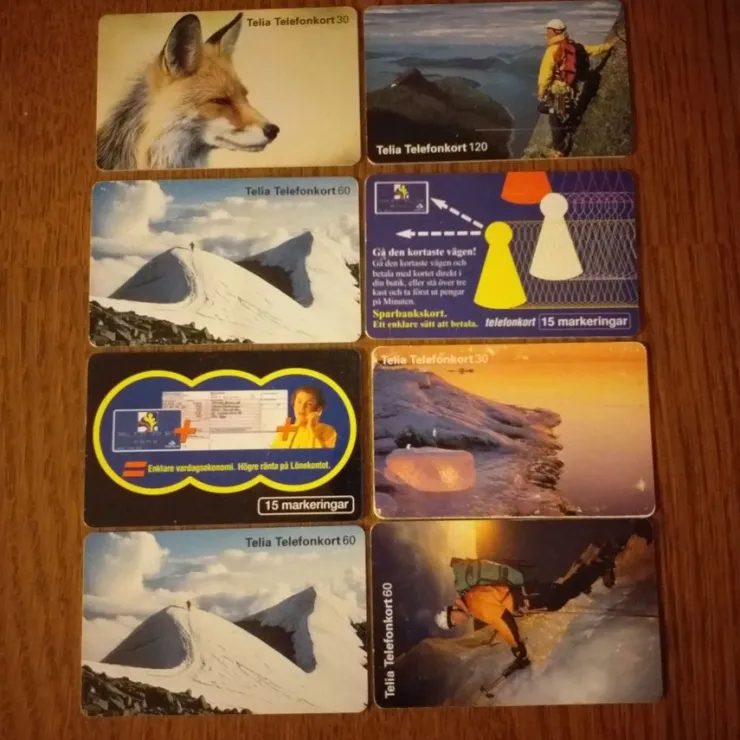 Telia Telefonkort 30
Telia Telefonkort 120
Telia Telefonkort 60
Gå den kortaste vägen!
Gå den kortaste vägen och
betala med kortet direkt i
din butik, eller stå över tre
kast och ta först ut pengar
på Minuten.
Sparbankskort.
Ett enklare sätt att betala.
telefonkort 15 markeringar
Enklare vardagsekonomi. Högre ränta på Lönekontot.
15 markeringar
Telia Telefonkort 30
Telia Telefonkort 60
Telia Telefonkort 60